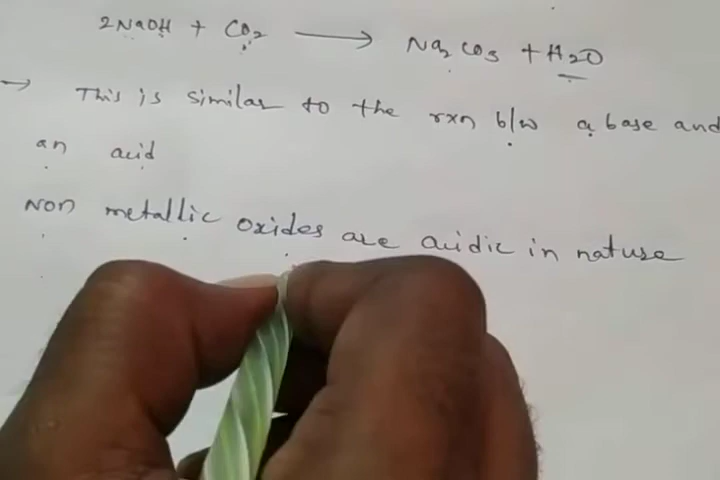 2NaOH + CO2 → Na2CO3 + H2O
→ This is similar to the rxn b/w a base and
an acid
Non metallic oxides are acidic in nature